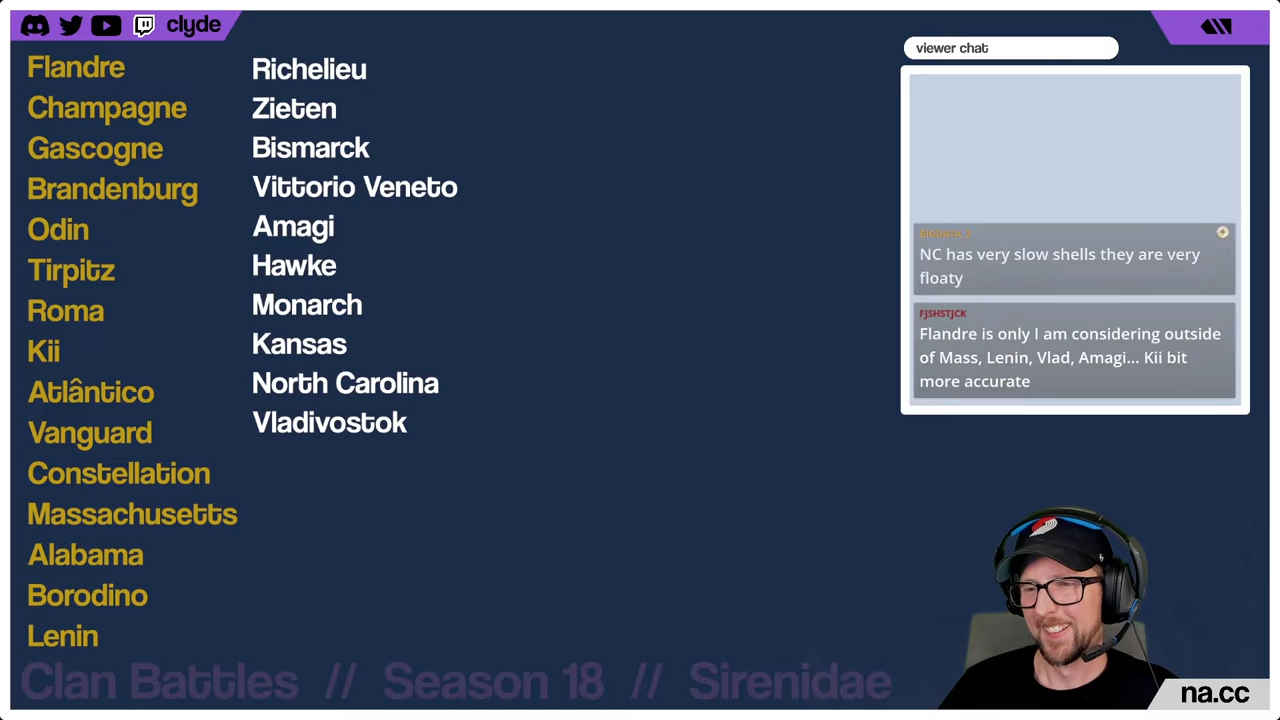 clyde
Flandre
Champagne
Gascogne
Brandenburg
Odin
Tirpitz
Roma
Kii
Atlântico
Vanguard
Constellation
Massachusetts
Alabama
Borodino
Lenin
Richelieu
Zieten
Bismarck
Vittorio Veneto
Amagi
Hawke
Monarch
Kansas
North Carolina
Vladivostok
viewer chat
NC has very slow shells they are very
floaty
FJSHSTJCK
Flandre is only I am considering outside
of Mass, Lenin, Vlad, Amagi... Kii bit
more accurate
Clan Battles // Season 18 // Sirenidae
na.cc